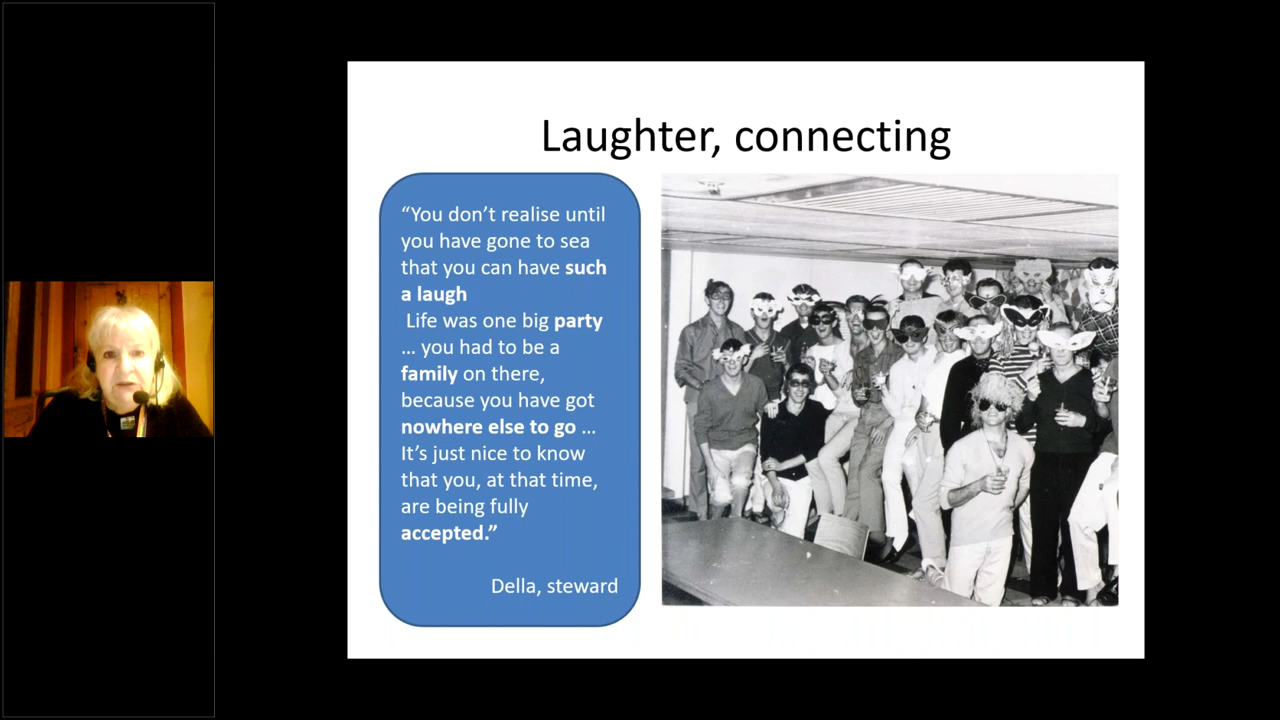 Laughter, connecting
“You don’t realise until
you have gone to sea
that you can have such
a laugh
Life was one big party
... you had to be a
family on there,
because you have got
nowhere else to go ...
It’s just nice to know
that you, at that time,
are being fully
accepted.”
Della, steward